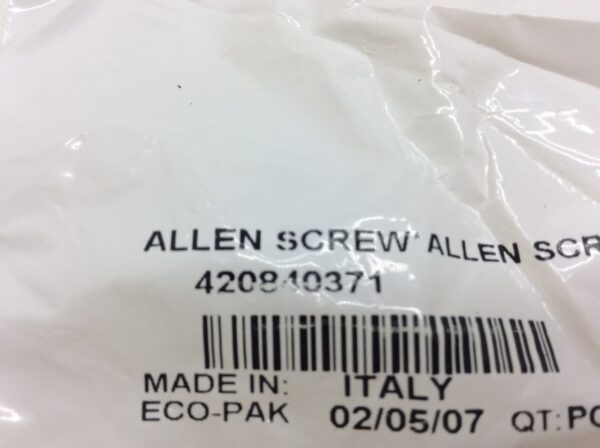 ALLEN SCREW* ALLEN SCR
420840371
MADE IN: ITALY
ECO-PAK 02/05/07 QT: PC